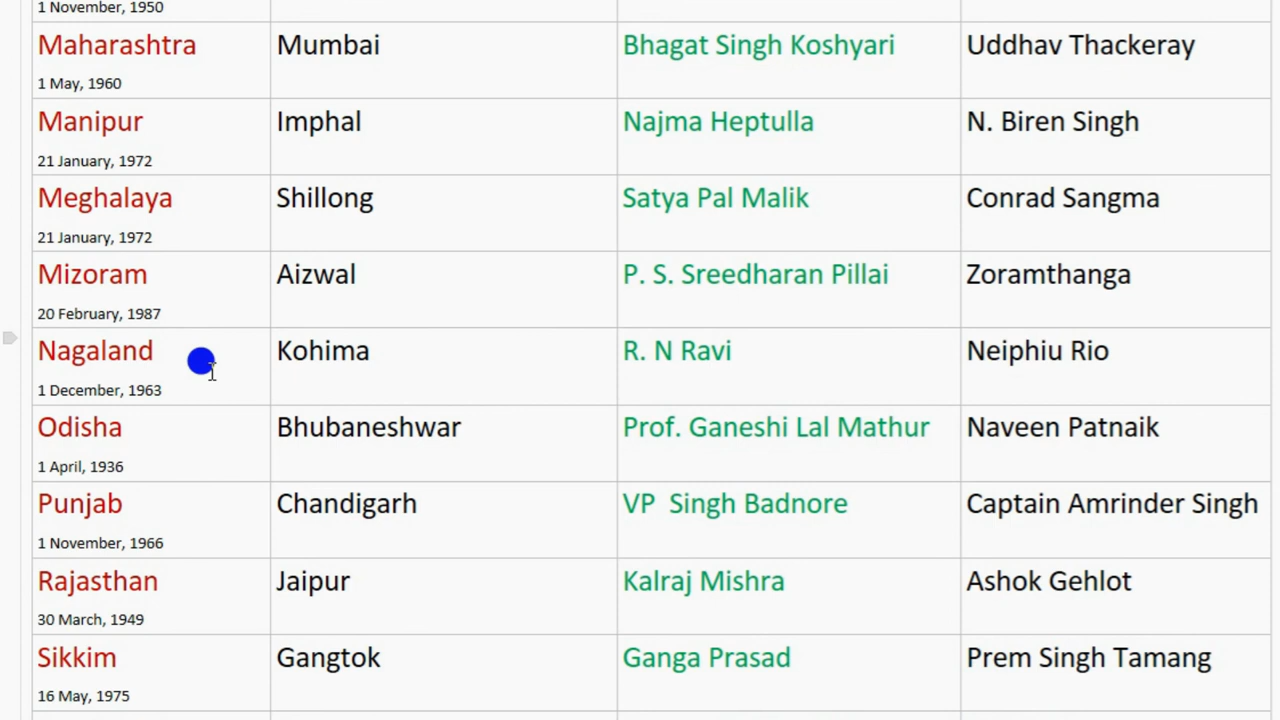 1 November, 1950
Maharashtra Mumbai Bhagat Singh Koshyari Uddhav Thackeray
1 May, 1960
Manipur Imphal Najma Heptulla N. Biren Singh
21 January, 1972
Meghalaya Shillong Satya Pal Malik Conrad Sangma
21 January, 1972
Mizoram Aizwal P. S. Sreedharan Pillai Zoramthanga
20 February, 1987
Nagaland Kohima R. N Ravi Neiphiu Rio
1 December, 1963
Odisha Bhubaneshwar Prof. Ganeshi Lal Mathur Naveen Patnaik
1 April, 1936
Punjab Chandigarh VP  Singh Badnore Captain Amrinder Singh
1 November, 1966
Rajasthan Jaipur Kalraj Mishra Ashok Gehlot
30 March, 1949
Sikkim Gangtok Ganga Prasad Prem Singh Tamang
16 May, 1975